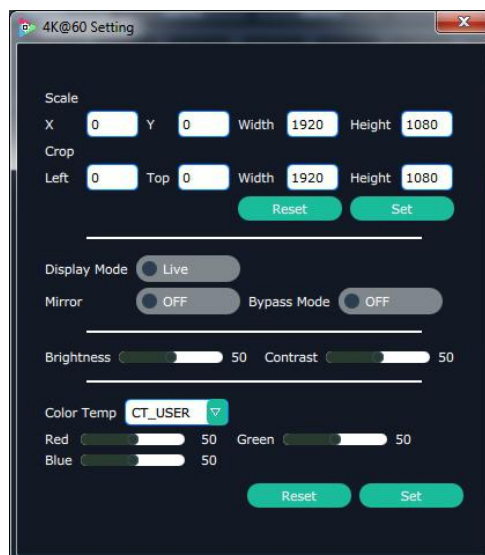 4K@60 Setting
Scale
X 0 Y 0 Width 1920 Height 1080
Crop
Left 0 Top 0 Width 1920 Height 1080
Reset Set
Display Mode Live
Mirror OFF Bypass Mode OFF
Brightness 50 Contrast 50
Color Temp CT_USER
Red 50 Green 50
Blue 50
Reset Set